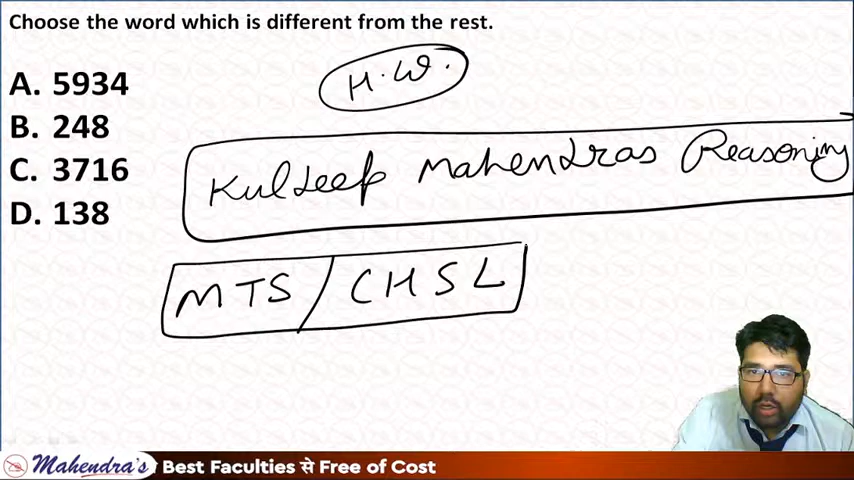 Choose the word which is different from the rest.
H.W.
A. 5934
B. 248
C. 3716
D. 138
Kuldeep Mahendras Reasoning
MTS / CHSL
Mahendra's Best Faculties से Free of Cost